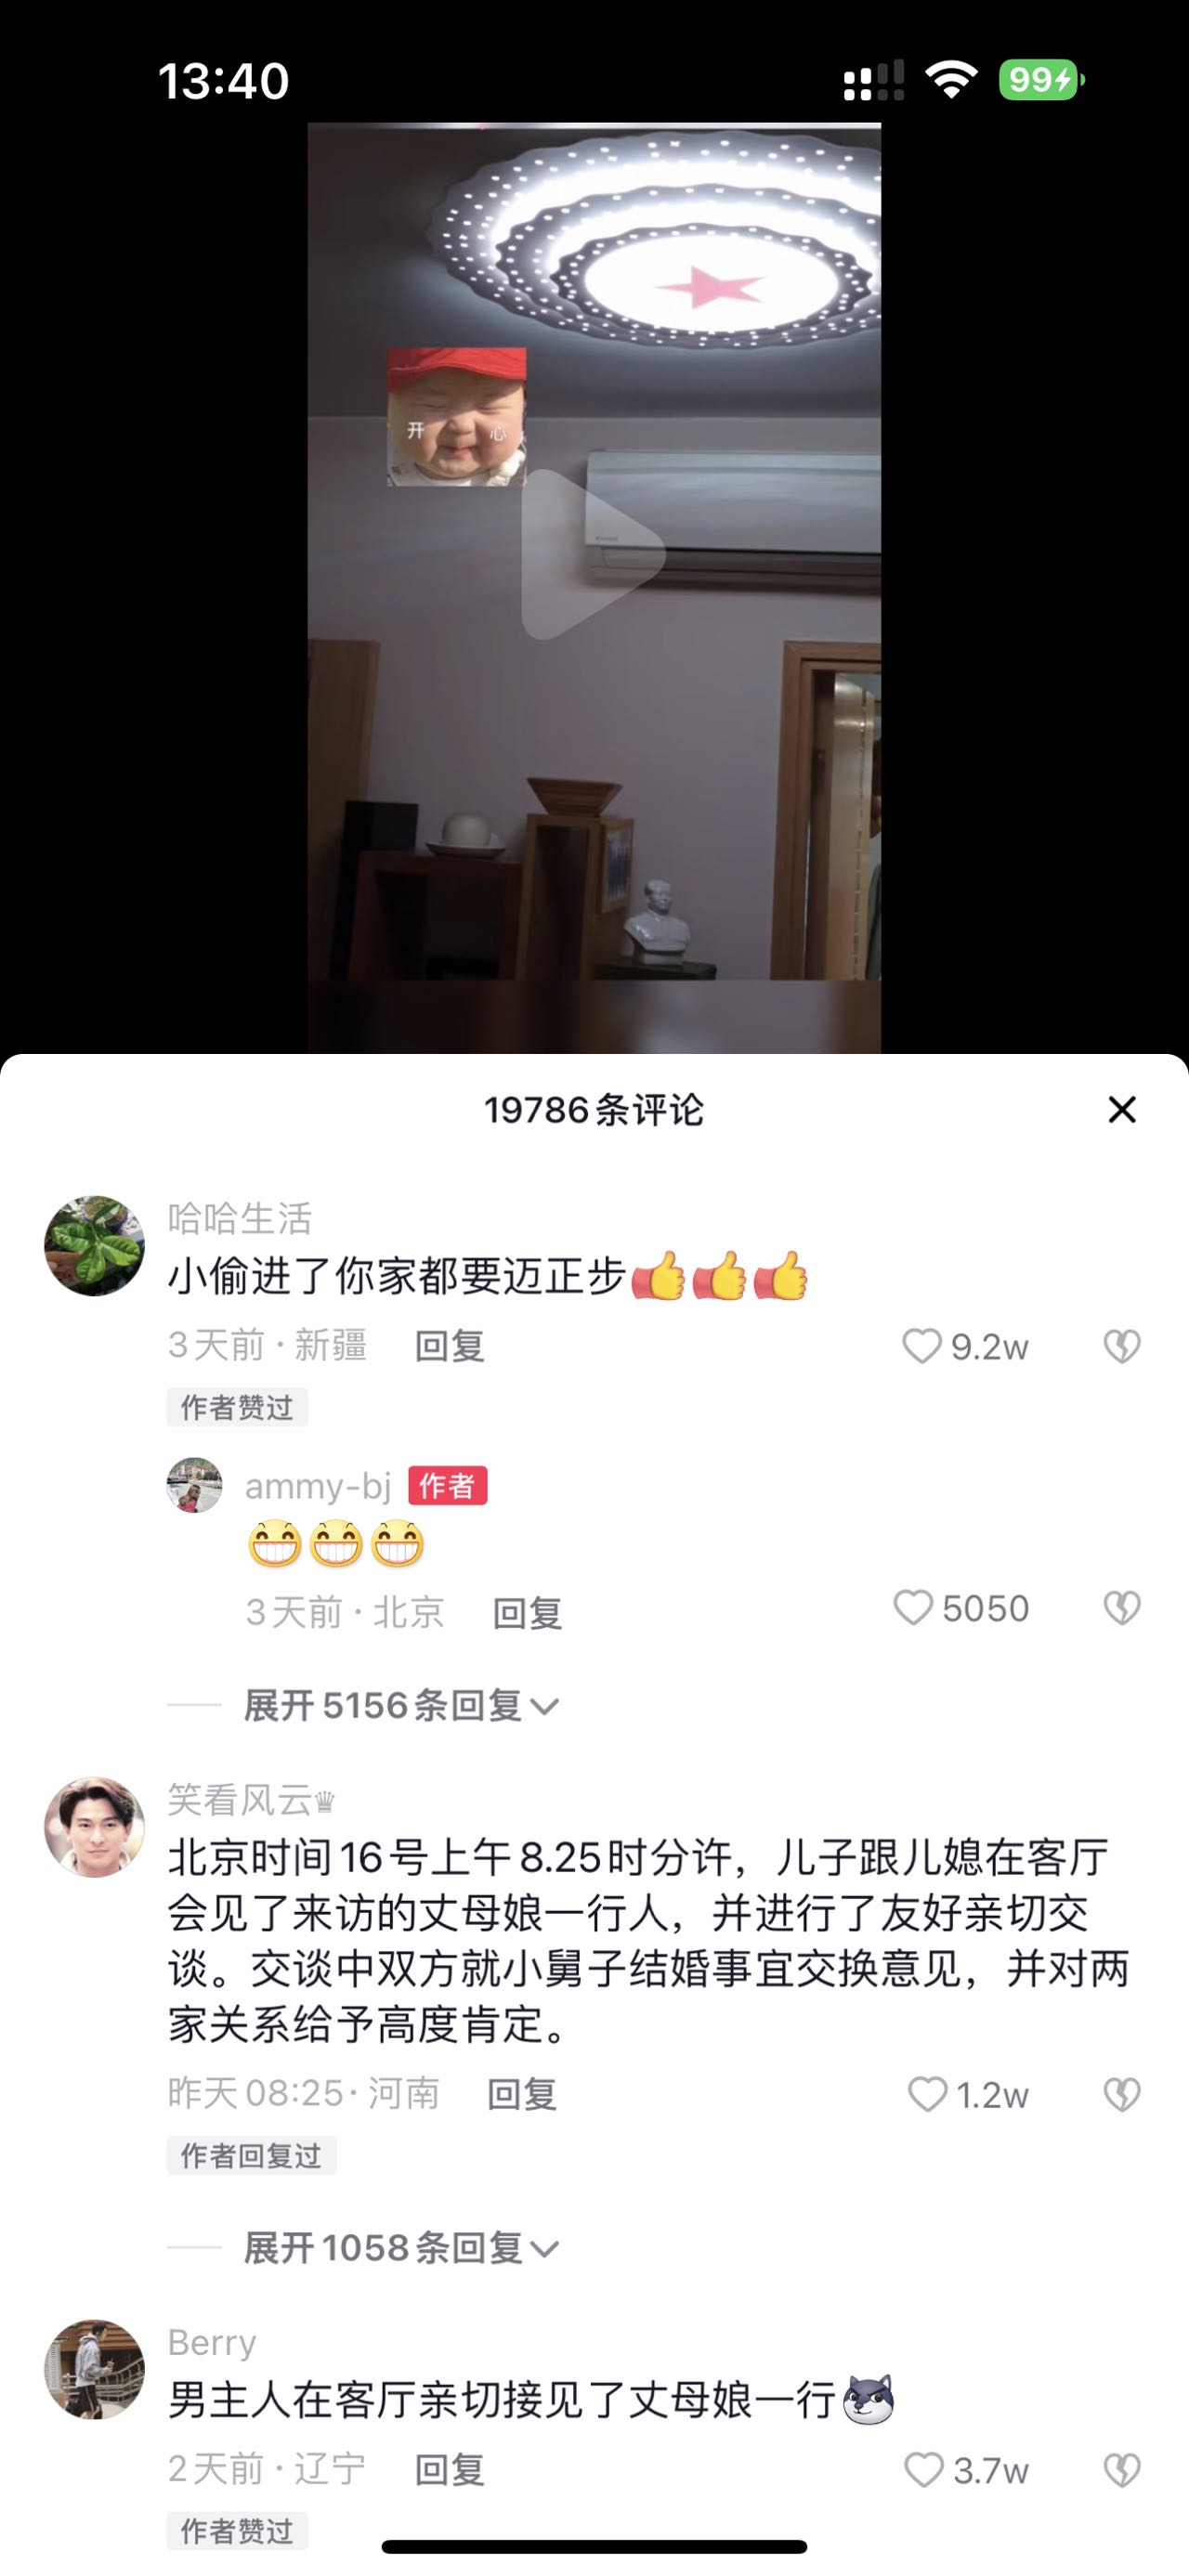 13:40
99
开 心
19786条评论
哈哈生活
小偷进了你家都要迈正步👍👍👍
3天前 · 新疆 回复 9.2w
作者赞过
ammy-bj 作者
😁😁😁
3天前 · 北京 回复 5050
展开5156条回复
笑看风云♛
北京时间16号上午8.25时分许，儿子跟儿媳在客厅
会见了来访的丈母娘一行人，并进行了友好亲切交
谈。交谈中双方就小舅子结婚事宜交换意见，并对两
家关系给予高度肯定。
昨天08:25 · 河南 回复 1.2w
作者回复过
展开1058条回复
Berry
男主人在客厅亲切接见了丈母娘一行
2天前 · 辽宁 回复 3.7w
作者赞过